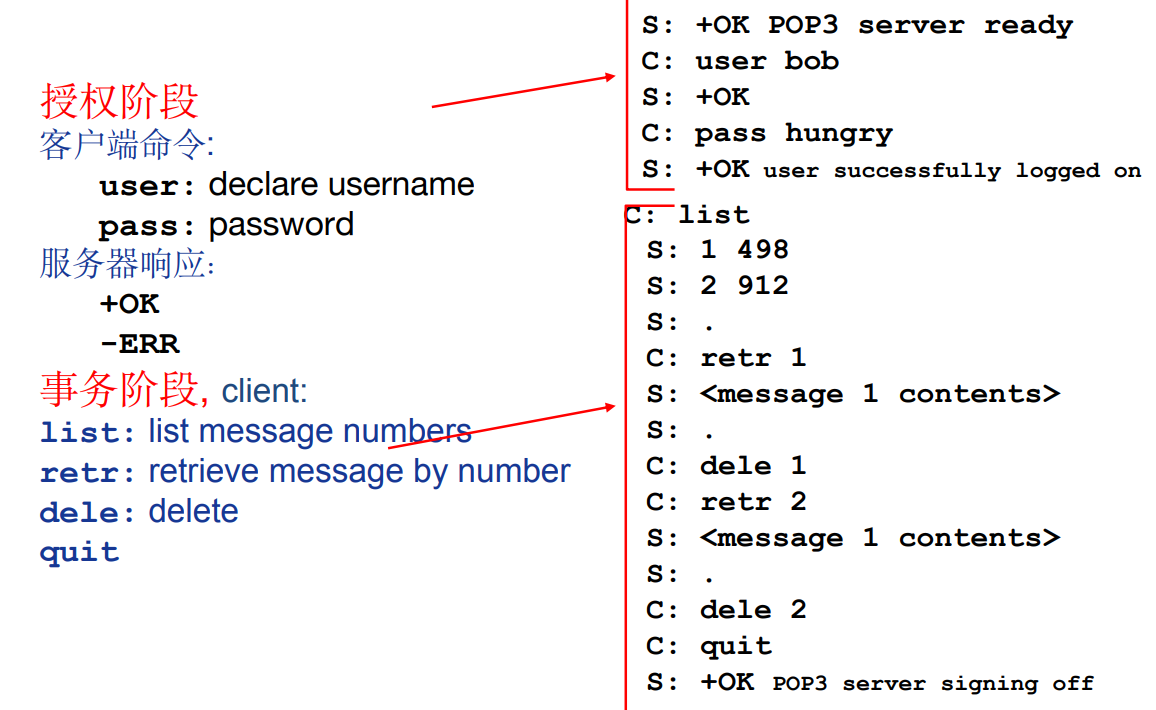 授权阶段
客户端命令:
user: declare username
pass: password
服务器响应:
+OK
-ERR
事务阶段, client:
list: list message numbers
retr: retrieve message by number
dele: delete
quit
S: +OK POP3 server ready
C: user bob
S: +OK
C: pass hungry
S: +OK user successfully logged on
C: list
S: 1 498
S: 2 912
S: .
C: retr 1
S: <message 1 contents>
S: .
C: dele 1
C: retr 2
S: <message 1 contents>
S: .
C: dele 2
C: quit
S: +OK POP3 server signing off